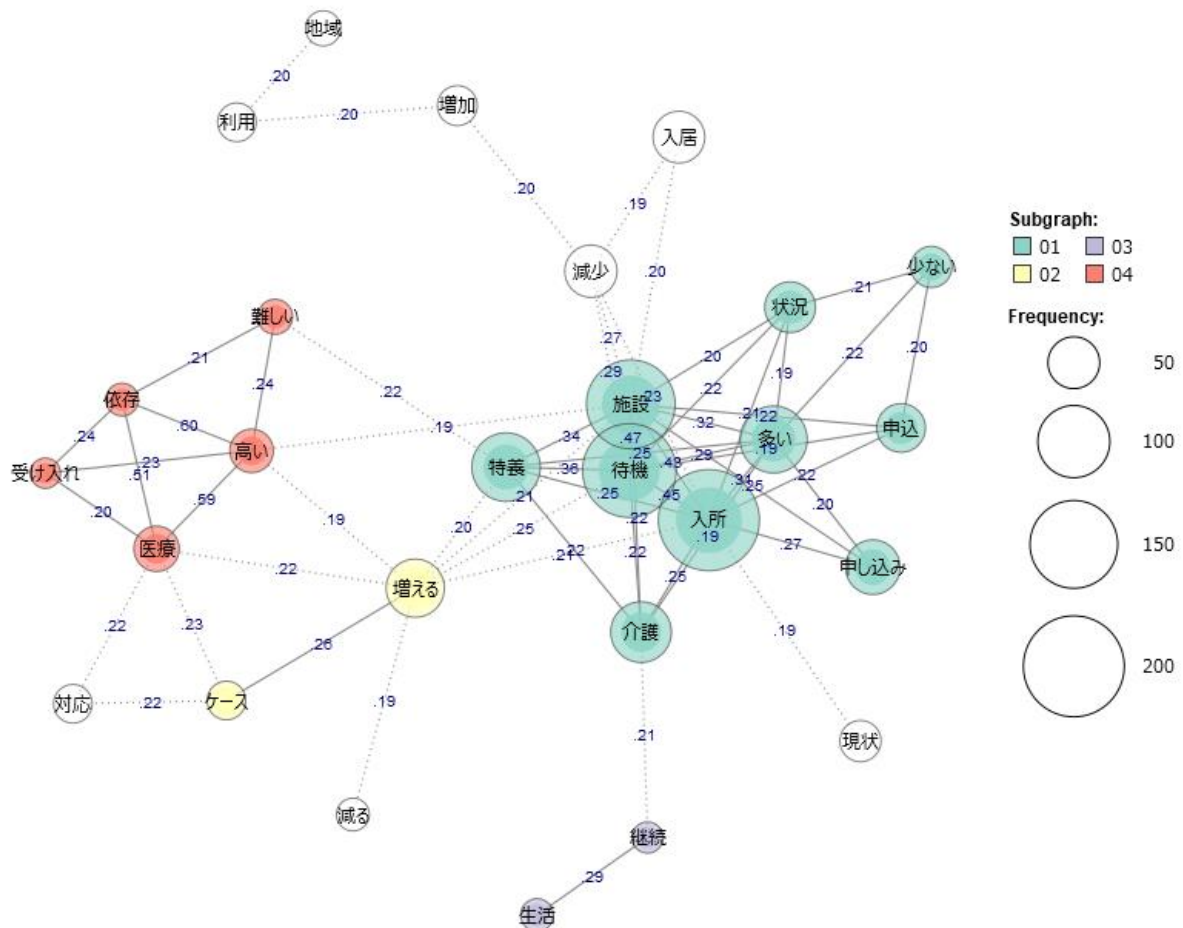 地域
.20
利用
.20
増加
.20
入居
.19
.20
減少
.27
.29
少ない
.21
状況
.20
.22
.19
.22
.20
難しい
.21
.24
.22
依存
.60
.24
高い
.19
受け入れ
.23
.51
.59
.20
医療
施設
.23
.32
.21
.22
申込
多い
.34
.47
.25
.19
特養
.36
待機
.43
.29
.31
.25
.22
.21
.25
.45
.20
.20
.25
.22
入所
.19
.27
申し込み
.19
.22
.21
.22
.22
.25
増える
介護
.22
.23
.26
.19
対応
.22
ケース
.19
.21
現状
減る
継続
.29
生活
Subgraph:
01 03
02 04
Frequency:
50
100
150
200